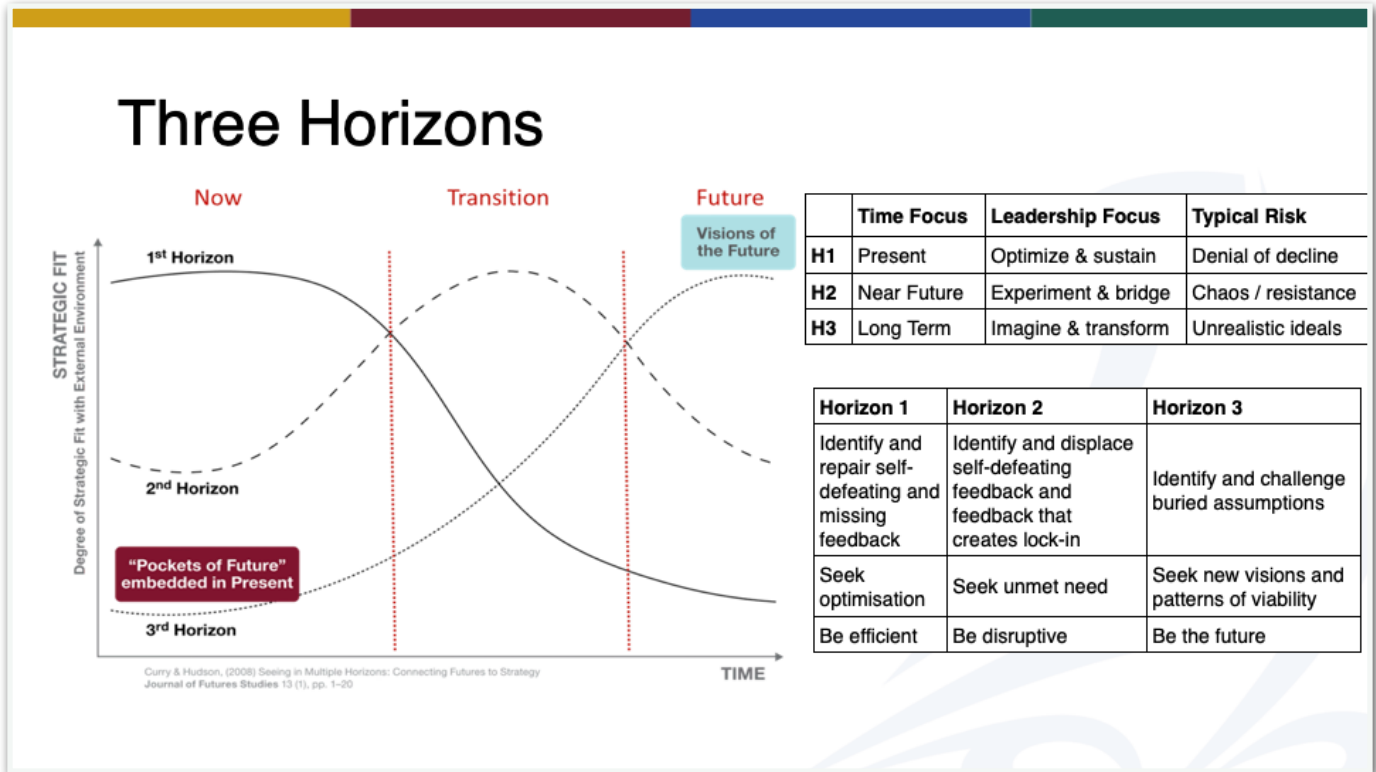 Three Horizons
Now
Transition
Future
Visions of
the Future
1st Horizon
STRATEGIC FIT
Degree of Strategic Fit with External Environment
2nd Horizon
“Pockets of Future”
embedded in Present
3rd Horizon
TIME
Curry & Hudson, (2008) Seeing in Multiple Horizons: Connecting Futures to Strategy
Journal of Futures Studies 13 (1), pp. 1–20
Time Focus Leadership Focus Typical Risk
H1 Present Optimize & sustain Denial of decline
H2 Near Future Experiment & bridge Chaos / resistance
H3 Long Term Imagine & transform Unrealistic ideals
Horizon 1 Horizon 2 Horizon 3
Identify and
repair self-
defeating and
missing
feedback
Identify and displace
self-defeating
feedback and
feedback that
creates lock-in
Identify and challenge
buried assumptions
Seek
optimisation
Seek unmet need
Seek new visions and
patterns of viability
Be efficient Be disruptive Be the future